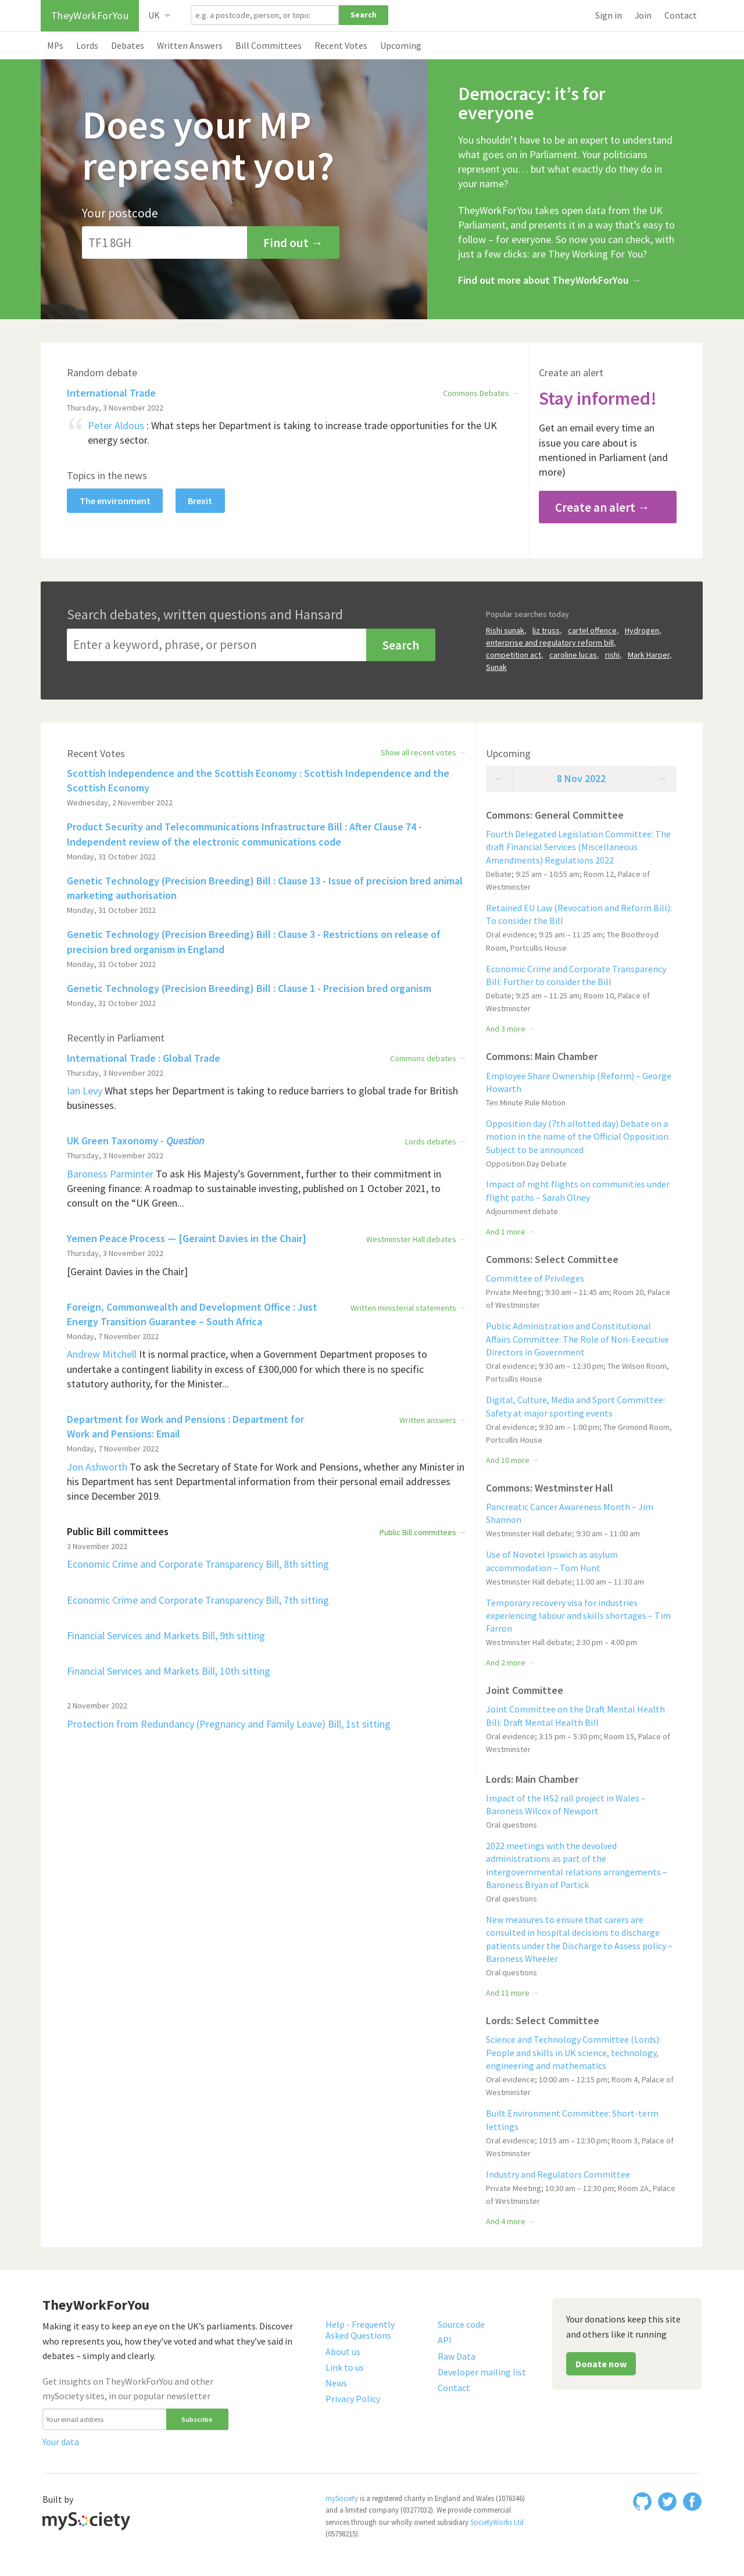 TheyWorkForYou
UK
e.g. a postcode, person, or topic
Search
Sign in
Join
Contact
MPs
Lords
Debates
Written Answers
Bill Committees
Recent Votes
Upcoming
Does your MP
represent you?
Your postcode
TF1 8GH
Find out →
Democracy: it’s for
everyone
You shouldn’t have to be an expert to understand
what goes on in Parliament. Your politicians
represent you… but what exactly do they do in
your name?
TheyWorkForYou takes open data from the UK
Parliament, and presents it in a way that’s easy to
follow – for everyone. So now you can check, with
just a few clicks: are They Working For You?
Find out more about TheyWorkForYou →
Random debate
International Trade
Commons Debates →
Thursday, 3 November 2022
“ Peter Aldous : What steps her Department is taking to increase trade opportunities for the UK
energy sector.
Topics in the news
The environment
Brexit
Create an alert
Stay informed!
Get an email every time an
issue you care about is
mentioned in Parliament (and
more)
Create an alert →
Search debates, written questions and Hansard
Enter a keyword, phrase, or person
Search
Popular searches today
Rishi sunak, liz truss, cartel offence, Hydrogen,
enterprise and regulatory reform bill,
competition act, caroline lucas, rishi, Mark Harper,
Sunak
Recent Votes
Show all recent votes →
Scottish Independence and the Scottish Economy : Scottish Independence and the
Scottish Economy
Wednesday, 2 November 2022
Product Security and Telecommunications Infrastructure Bill : After Clause 74 -
Independent review of the electronic communications code
Monday, 31 October 2022
Genetic Technology (Precision Breeding) Bill : Clause 13 - Issue of precision bred animal
marketing authorisation
Monday, 31 October 2022
Genetic Technology (Precision Breeding) Bill : Clause 3 - Restrictions on release of
precision bred organism in England
Monday, 31 October 2022
Genetic Technology (Precision Breeding) Bill : Clause 1 - Precision bred organism
Monday, 31 October 2022
Recently in Parliament
International Trade : Global Trade
Commons debates →
Thursday, 3 November 2022
Ian Levy What steps her Department is taking to reduce barriers to global trade for British
businesses.
UK Green Taxonomy - Question
Lords debates →
Thursday, 3 November 2022
Baroness Parminter To ask His Majesty’s Government, further to their commitment in
Greening finance: A roadmap to sustainable investing, published on 1 October 2021, to
consult on the “UK Green...
Yemen Peace Process — [Geraint Davies in the Chair]
Westminster Hall debates →
Thursday, 3 November 2022
[Geraint Davies in the Chair]
Foreign, Commonwealth and Development Office : Just
Energy Transition Guarantee – South Africa
Written ministerial statements →
Monday, 7 November 2022
Andrew Mitchell It is normal practice, when a Government Department proposes to
undertake a contingent liability in excess of £300,000 for which there is no specific
statutory authority, for the Minister...
Department for Work and Pensions : Department for
Work and Pensions: Email
Written answers →
Monday, 7 November 2022
Jon Ashworth To ask the Secretary of State for Work and Pensions, whether any Minister in
his Department has sent Departmental information from their personal email addresses
since December 2019.
Public Bill committees
Public Bill committees →
3 November 2022
Economic Crime and Corporate Transparency Bill, 8th sitting
Economic Crime and Corporate Transparency Bill, 7th sitting
Financial Services and Markets Bill, 9th sitting
Financial Services and Markets Bill, 10th sitting
2 November 2022
Protection from Redundancy (Pregnancy and Family Leave) Bill, 1st sitting
Upcoming
← 8 Nov 2022 →
Commons: General Committee
Fourth Delegated Legislation Committee: The
draft Financial Services (Miscellaneous
Amendments) Regulations 2022
Debate; 9:25 am – 10:55 am; Room 12, Palace of
Westminster
Retained EU Law (Revocation and Reform Bill):
To consider the Bill
Oral evidence; 9:25 am – 11:25 am; The Boothroyd
Room, Portcullis House
Economic Crime and Corporate Transparency
Bill: Further to consider the Bill
Debate; 9:25 am – 11:25 am; Room 10, Palace of
Westminster
And 3 more →
Commons: Main Chamber
Employee Share Ownership (Reform) – George
Howarth
Ten Minute Rule Motion
Opposition day (7th allotted day) Debate on a
motion in the name of the Official Opposition.
Subject to be announced
Opposition Day Debate
Impact of night flights on communities under
flight paths – Sarah Olney
Adjournment debate
And 1 more →
Commons: Select Committee
Committee of Privileges
Private Meeting; 9:30 am – 11:45 am; Room 20, Palace
of Westminster
Public Administration and Constitutional
Affairs Committee: The Role of Non-Executive
Directors in Government
Oral evidence; 9:30 am – 12:30 pm; The Wilson Room,
Portcullis House
Digital, Culture, Media and Sport Committee:
Safety at major sporting events
Oral evidence; 9:30 am – 1:00 pm; The Grimond Room,
Portcullis House
And 10 more →
Commons: Westminster Hall
Pancreatic Cancer Awareness Month – Jim
Shannon
Westminster Hall debate; 9:30 am – 11:00 am
Use of Novotel Ipswich as asylum
accommodation – Tom Hunt
Westminster Hall debate; 11:00 am – 11:30 am
Temporary recovery visa for industries
experiencing labour and skills shortages – Tim
Farron
Westminster Hall debate; 2:30 pm – 4:00 pm
And 2 more →
Joint Committee
Joint Committee on the Draft Mental Health
Bill: Draft Mental Health Bill
Oral evidence; 3:15 pm – 5:30 pm; Room 15, Palace of
Westminster
Lords: Main Chamber
Impact of the HS2 rail project in Wales –
Baroness Wilcox of Newport
Oral questions
2022 meetings with the devolved
administrations as part of the
intergovernmental relations arrangements –
Baroness Bryan of Partick
Oral questions
New measures to ensure that carers are
consulted in hospital decisions to discharge
patients under the Discharge to Assess policy –
Baroness Wheeler
Oral questions
And 11 more →
Lords: Select Committee
Science and Technology Committee (Lords):
People and skills in UK science, technology,
engineering and mathematics
Oral evidence; 10:00 am – 12:15 pm; Room 4, Palace of
Westminster
Built Environment Committee: Short-term
lettings
Oral evidence; 10:15 am – 12:30 pm; Room 3, Palace of
Westminster
Industry and Regulators Committee
Private Meeting; 10:30 am – 12:30 pm; Room 2A, Palace
of Westminster
And 4 more →
TheyWorkForYou
Making it easy to keep an eye on the UK’s parliaments. Discover
who represents you, how they’ve voted and what they’ve said in
debates – simply and clearly.
Get insights on TheyWorkForYou and other
mySociety sites, in our popular newsletter
Your email address
Subscribe
Your data
Help - Frequently
Asked Questions
About us
Link to us
News
Privacy Policy
Source code
API
Raw Data
Developer mailing list
Contact
Your donations keep this site
and others like it running
Donate now
Built by
mySociety
mySociety is a registered charity in England and Wales (1076346)
and a limited company (03277032). We provide commercial
services through our wholly owned subsidiary SocietyWorks Ltd
(05798215).